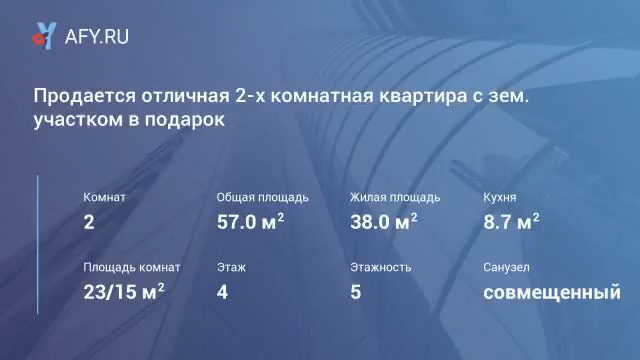 AFY.RU
Продается отличная 2-х комнатная квартира с зем.
участком в подарок
Комнат
2
Общая площадь
57.0 м²
Жилая площадь
38.0 м²
Кухня
8.7 м²
Площадь комнат
23/15 м²
Этаж
4
Этажность
5
Санузел
совмещенный